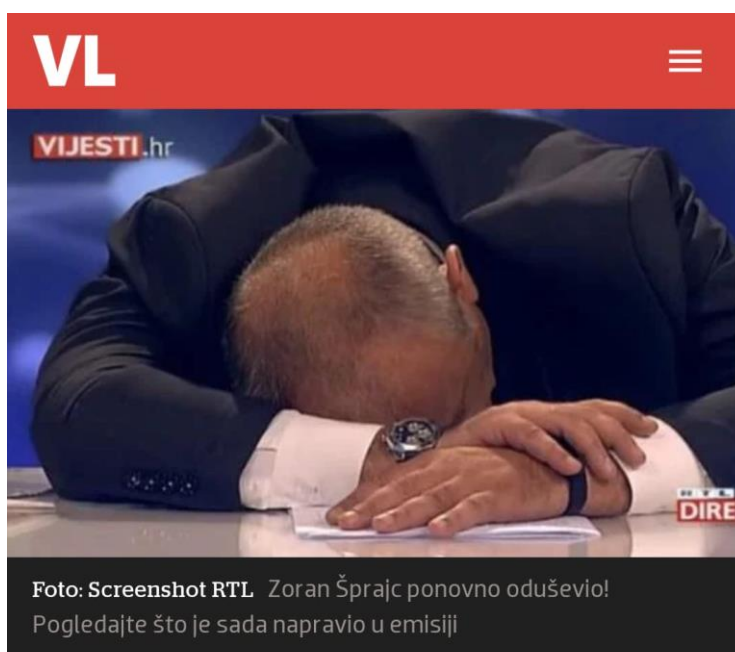 VL
VIJESTI.hr
RTL
DIRE
Foto: Screenshot RTL Zoran Šprajc ponovno oduševio!
Pogledajte što je sada napravio u emisiji